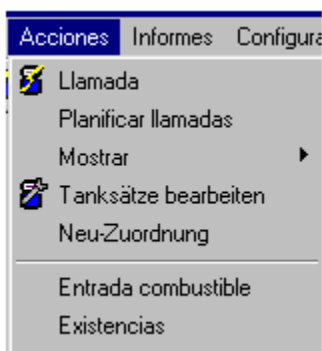 Acciones Informes Configura
Llamada
Planificar llamadas
Mostrar
Tanksätze bearbeiten
Neu-Zuordnung
Entrada combustible
Existencias